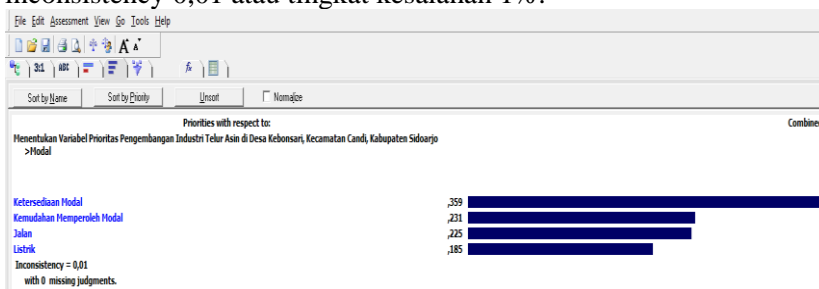 inconsistency 0,01 atau tingkat kesalahan 1%.
File Edit Assessment View Go Tools Help
A A
3:1 ABC
Sort by Name Sort by Priority Unsort Normalize
Priorities with respect to: Combined
Menentukan Variabel Prioritas Pengembangan Industri Telur Asin di Desa Kebonsari, Kecamatan Candi, Kabupaten Sidoarjo
>Modal
Ketersediaan Modal ,359
Kemudahan Memperoleh Modal ,231
Jalan ,225
Listrik ,185
Inconsistency = 0,01
with 0 missing judgments.